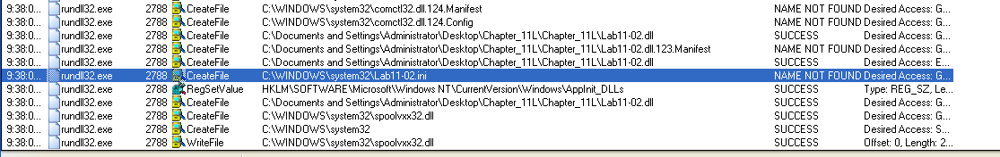 9:38:0... rundll32.exe 2788 CreateFile C:\WINDOWS\system32\comctl32.dll.124.Manifest NAME NOT FOUND Desired Access: G...
9:38:0... rundll32.exe 2788 CreateFile C:\WINDOWS\system32\comctl32.dll.124.Config NAME NOT FOUND Desired Access: G...
9:38:0... rundll32.exe 2788 CreateFile C:\Documents and Settings\Administrator\Desktop\Chapter_11L\Chapter_11L\Lab11-02.dll SUCCESS Desired Access: G...
9:38:0... rundll32.exe 2788 CreateFile C:\Documents and Settings\Administrator\Desktop\Chapter_11L\Chapter_11L\Lab11-02.dll.123.Manifest NAME NOT FOUND Desired Access: G...
9:38:0... rundll32.exe 2788 CreateFile C:\Documents and Settings\Administrator\Desktop\Chapter_11L\Chapter_11L\Lab11-02.dll SUCCESS Desired Access: E...
9:38:0... rundll32.exe 2788 CreateFile C:\WINDOWS\system32\Lab11-02.ini NAME NOT FOUND Desired Access: G...
9:38:0... rundll32.exe 2788 RegSetValue HKLM\SOFTWARE\Microsoft\Windows NT\CurrentVersion\Windows\AppInit_DLLs SUCCESS Type: REG_SZ, Le...
9:38:0... rundll32.exe 2788 CreateFile C:\Documents and Settings\Administrator\Desktop\Chapter_11L\Chapter_11L\Lab11-02.dll SUCCESS Desired Access: G...
9:38:0... rundll32.exe 2788 CreateFile C:\WINDOWS\system32\spoolvxx32.dll SUCCESS Desired Access: G...
9:38:0... rundll32.exe 2788 CreateFile C:\WINDOWS\system32 SUCCESS Desired Access: S...
9:38:0... rundll32.exe 2788 WriteFile C:\WINDOWS\system32\spoolvxx32.dll SUCCESS Offset: 0, Length: 2...